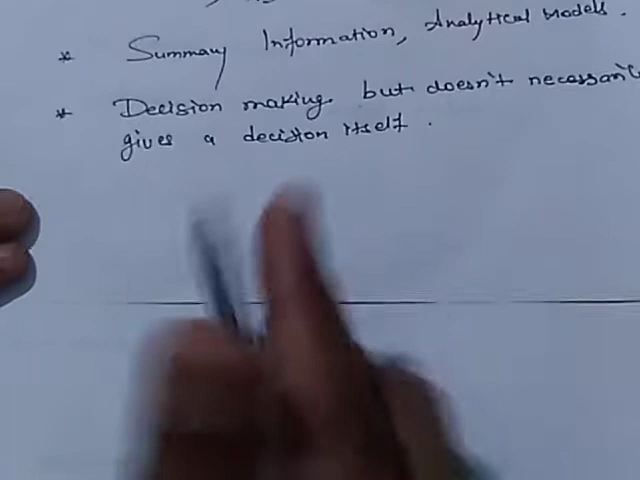 * Summary Information, Analytical Models.
* Decision making but doesn't necessarily
gives a decision itself.